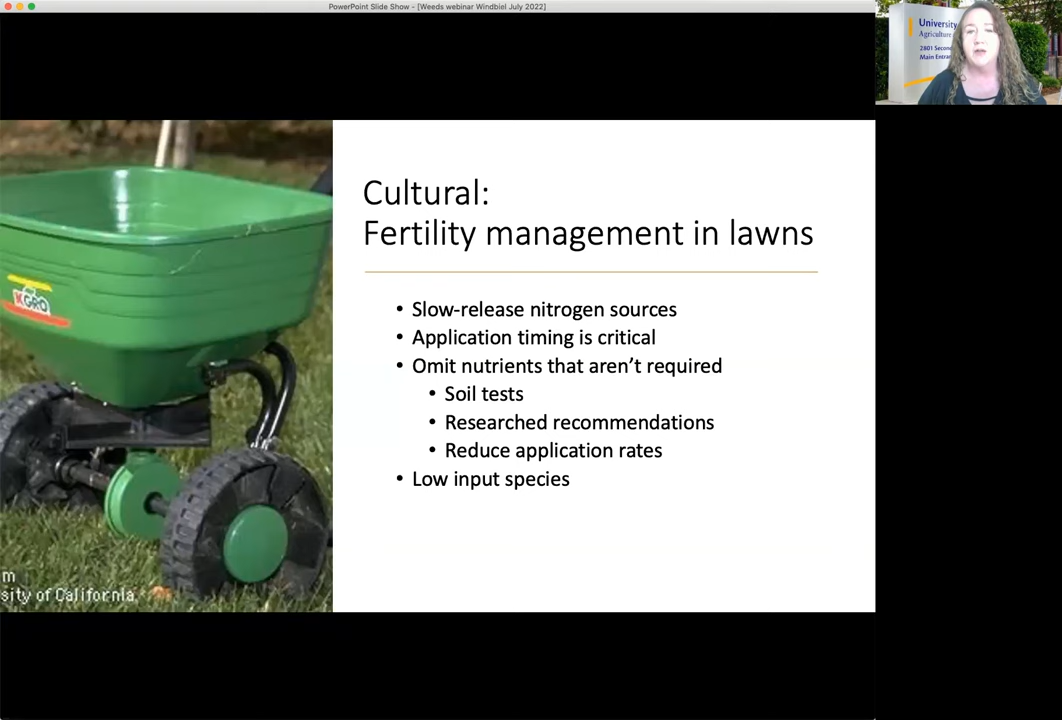 PowerPoint Slide Show - [Weeds webinar Windbiel July 2022]
University
Agriculture
2801 Second
Main Entran
Cultural:
Fertility management in lawns
• Slow-release nitrogen sources
• Application timing is critical
• Omit nutrients that aren’t required
• Soil tests
• Researched recommendations
• Reduce application rates
• Low input species
KGRO
m
sity of California